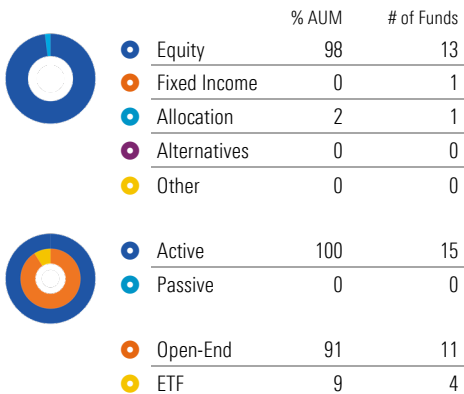 % AUM # of Funds
Equity 98 13
Fixed Income 0 1
Allocation 2 1
Alternatives 0 0
Other 0 0
Active 100 15
Passive 0 0
Open-End 91 11
ETF 9 4